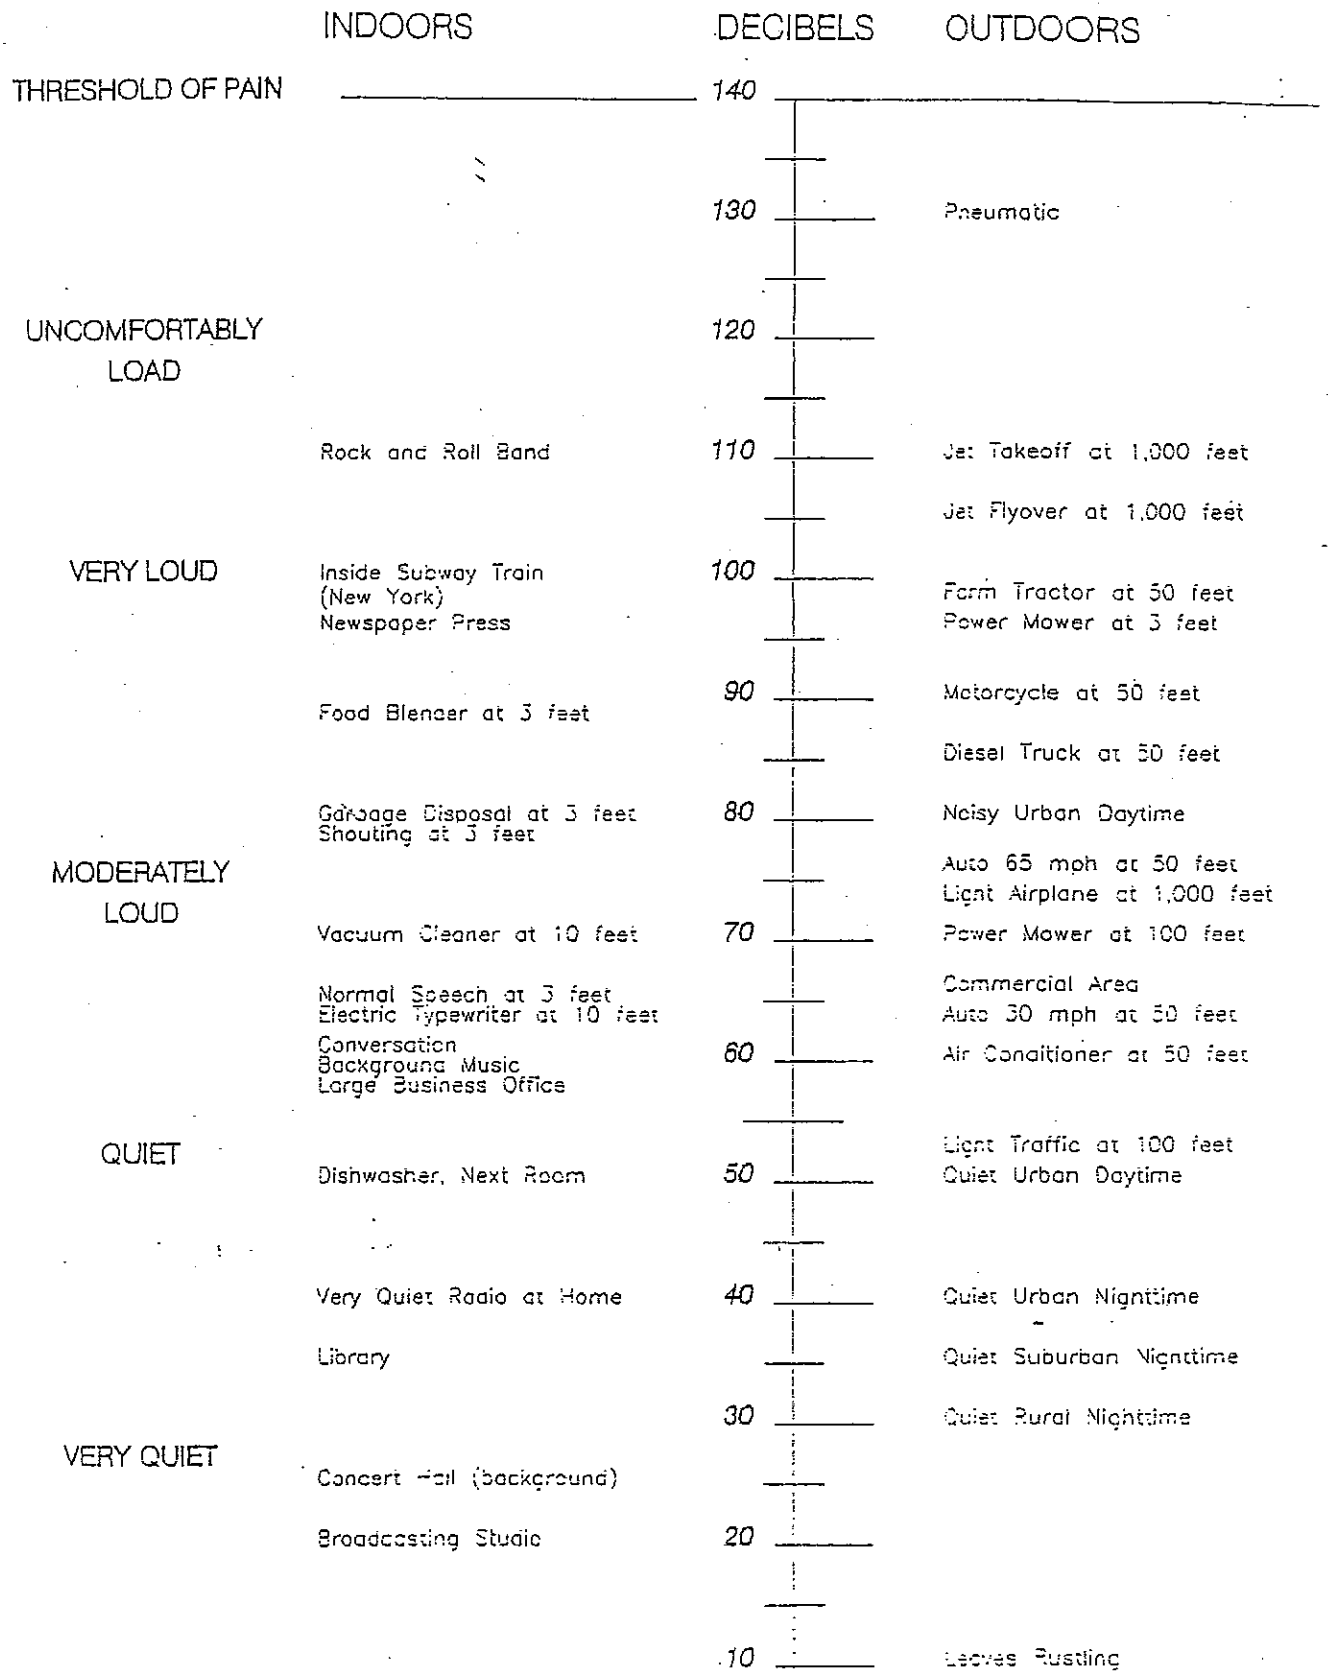 INDOORS DECIBELS OUTDOORS
THRESHOLD OF PAIN 140
130 Pneumatic
UNCOMFORTABLY 120
LOAD
Rock and Roll Band 110 Jet Takeoff at 1,000 feet
Jet Flyover at 1,000 feet
VERY LOUD Inside Subway Train 100
(New York) Farm Tractor at 50 feet
Newspaper Press Power Mower at 3 feet
90 Motorcycle at 50 feet
Food Blender at 3 feet
Diesel Truck at 50 feet
Garbage Disposal at 3 feet 80 Noisy Urban Daytime
Shouting at 3 feet
MODERATELY Auto 65 mph at 50 feet
LOUD Light Airplane at 1,000 feet
Vacuum Cleaner at 10 feet 70 Power Mower at 100 feet
Normal Speech at 3 feet Commercial Area
Electric Typewriter at 10 feet Auto 30 mph at 50 feet
Conversation 60 Air Conditioner at 50 feet
Background Music
Large Business Office
QUIET Light Traffic at 100 feet
Dishwasher, Next Room 50 Quiet Urban Daytime
Very Quiet Radio at Home 40 Quiet Urban Nighttime
Library Quiet Suburban Nighttime
30 Quiet Rural Nighttime
VERY QUIET
Concert Hall (background)
Broadcasting Studio 20
10 Leaves Rustling